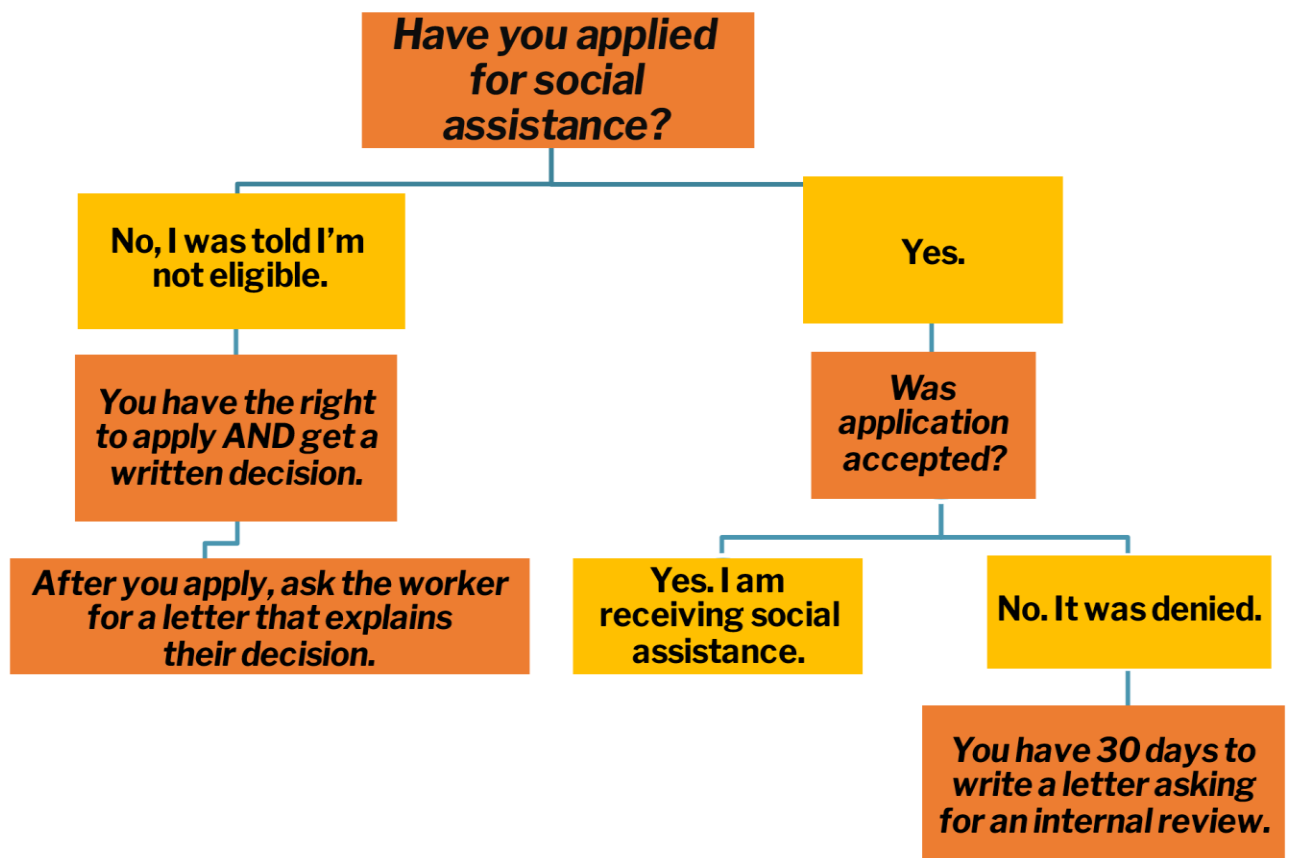 Have you applied
for social
assistance?
No, I was told I'm
not eligible.
Yes.
You have the right
to apply AND get a
written decision.
Was
application
accepted?
After you apply, ask the worker
for a letter that explains
their decision.
Yes. I am
receiving social
assistance.
No. It was denied.
You have 30 days to
write a letter asking
for an internal review.